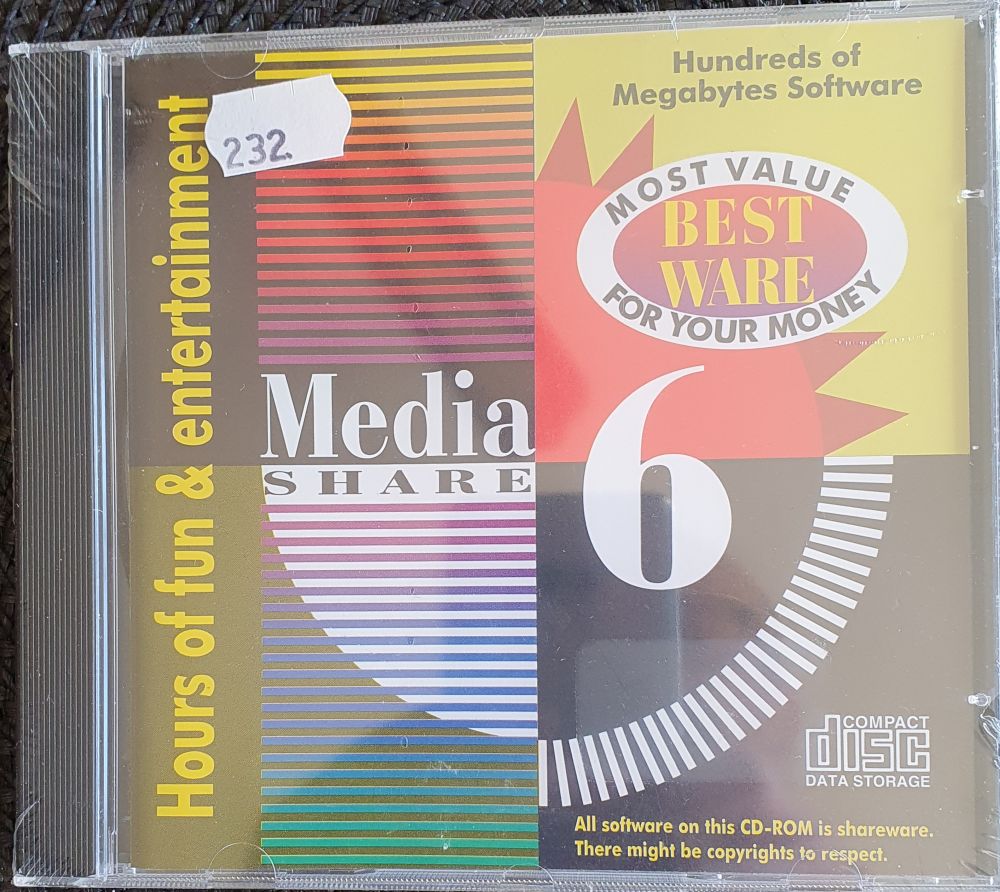 Hundreds of
Megabytes Software
232
MOST VALUE
BEST
WARE
FOR YOUR MONEY
Hours of fun & entertainment
Media
SHARE
6
COMPACT
disc
DATA STORAGE
All software on this CD-ROM is shareware.
There might be copyrights to respect.